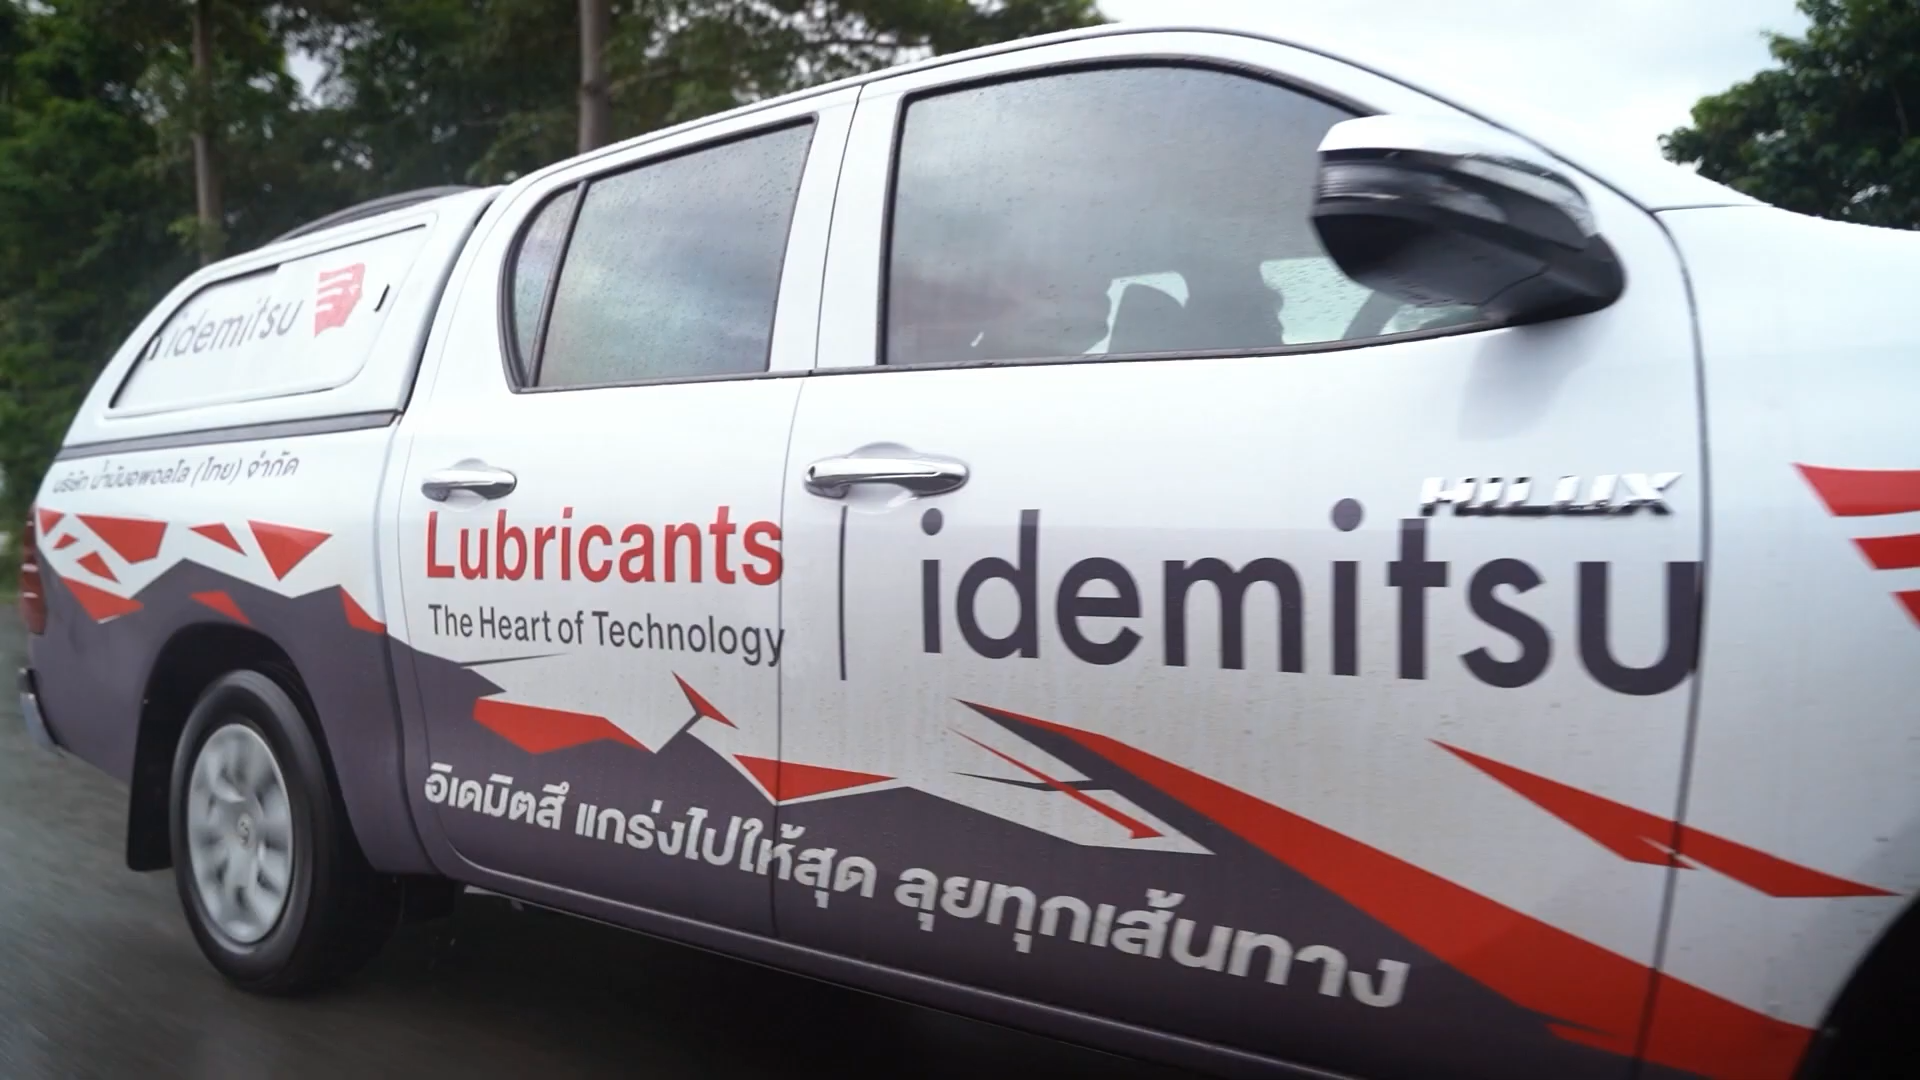 idemitsu
บริษัท น้ำมันอพอลโล (ไทย) จำกัด
HILUX
Lubricants
The Heart of Technology
idemitsu
อิเดมิตสึ แกร่งไปให้สุด ลุยทุกเส้นทาง